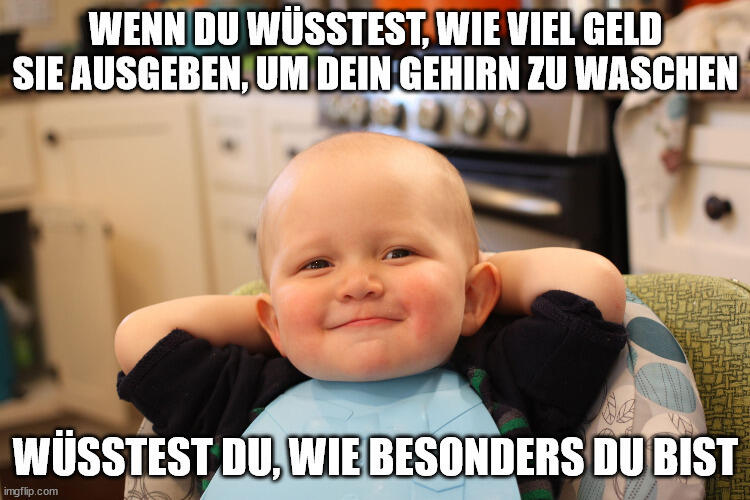 WENN DU WÜSSTEST, WIE VIEL GELD
SIE AUSGEBEN, UM DEIN GEHIRN ZU WASCHEN
WÜSSTEST DU, WIE BESONDERS DU BIST
imgflip.com